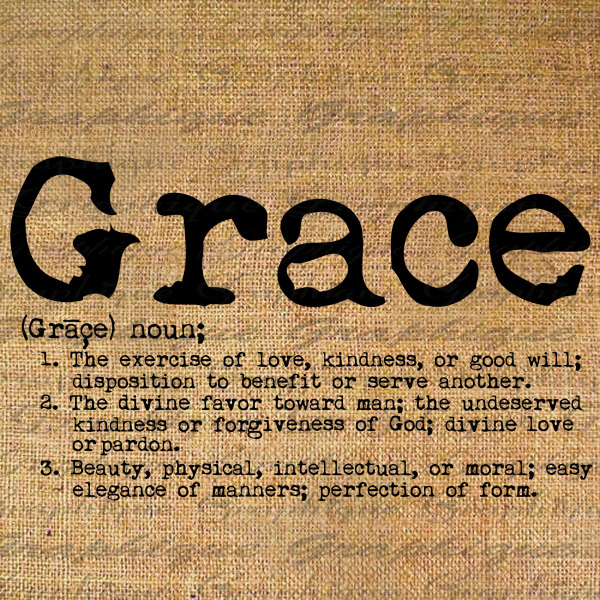 Grace
(Grāçe) noun;
1. The exercise of love, kindness, or good will;
disposition to benefit or serve another.
2. The divine favor toward man; the undeserved
kindness or forgiveness of God; divine love
or pardon.
3. Beauty, physical, intellectual, or moral; easy
elegance of manners; perfection of form.